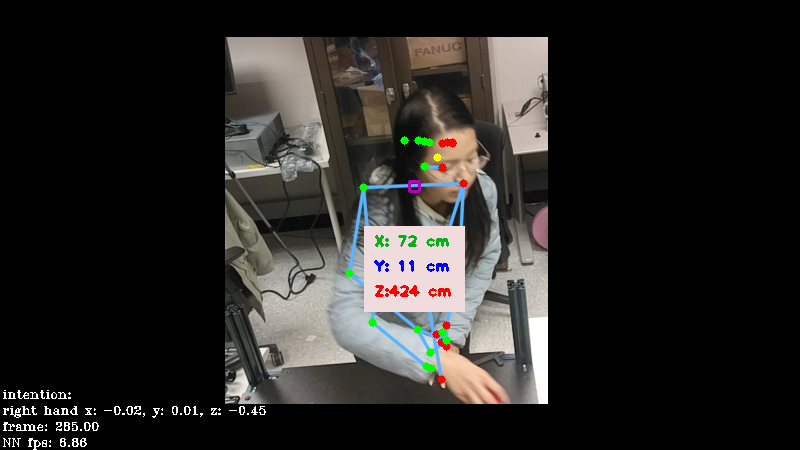 FANUC
X: 72 cm
Y: 11 cm
Z:424 cm
intention:
right hand x: -0.02, y: 0.01, z: -0.45
frame: 285.00
NN fps: 6.86